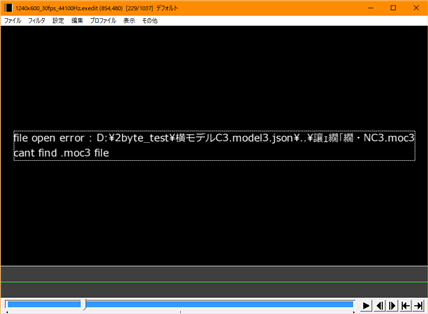 1240x600_30fps_44100Hz.exedit (854,480) [229/1037] デフォルト
ファイル フィルタ 設定 編集 プロファイル 表示 その他
file open error : D:¥2byte_test¥横モデルC3.model3.json¥..¥讓ｪ繝｢繝・NC3.moc3
cant find .moc3 file